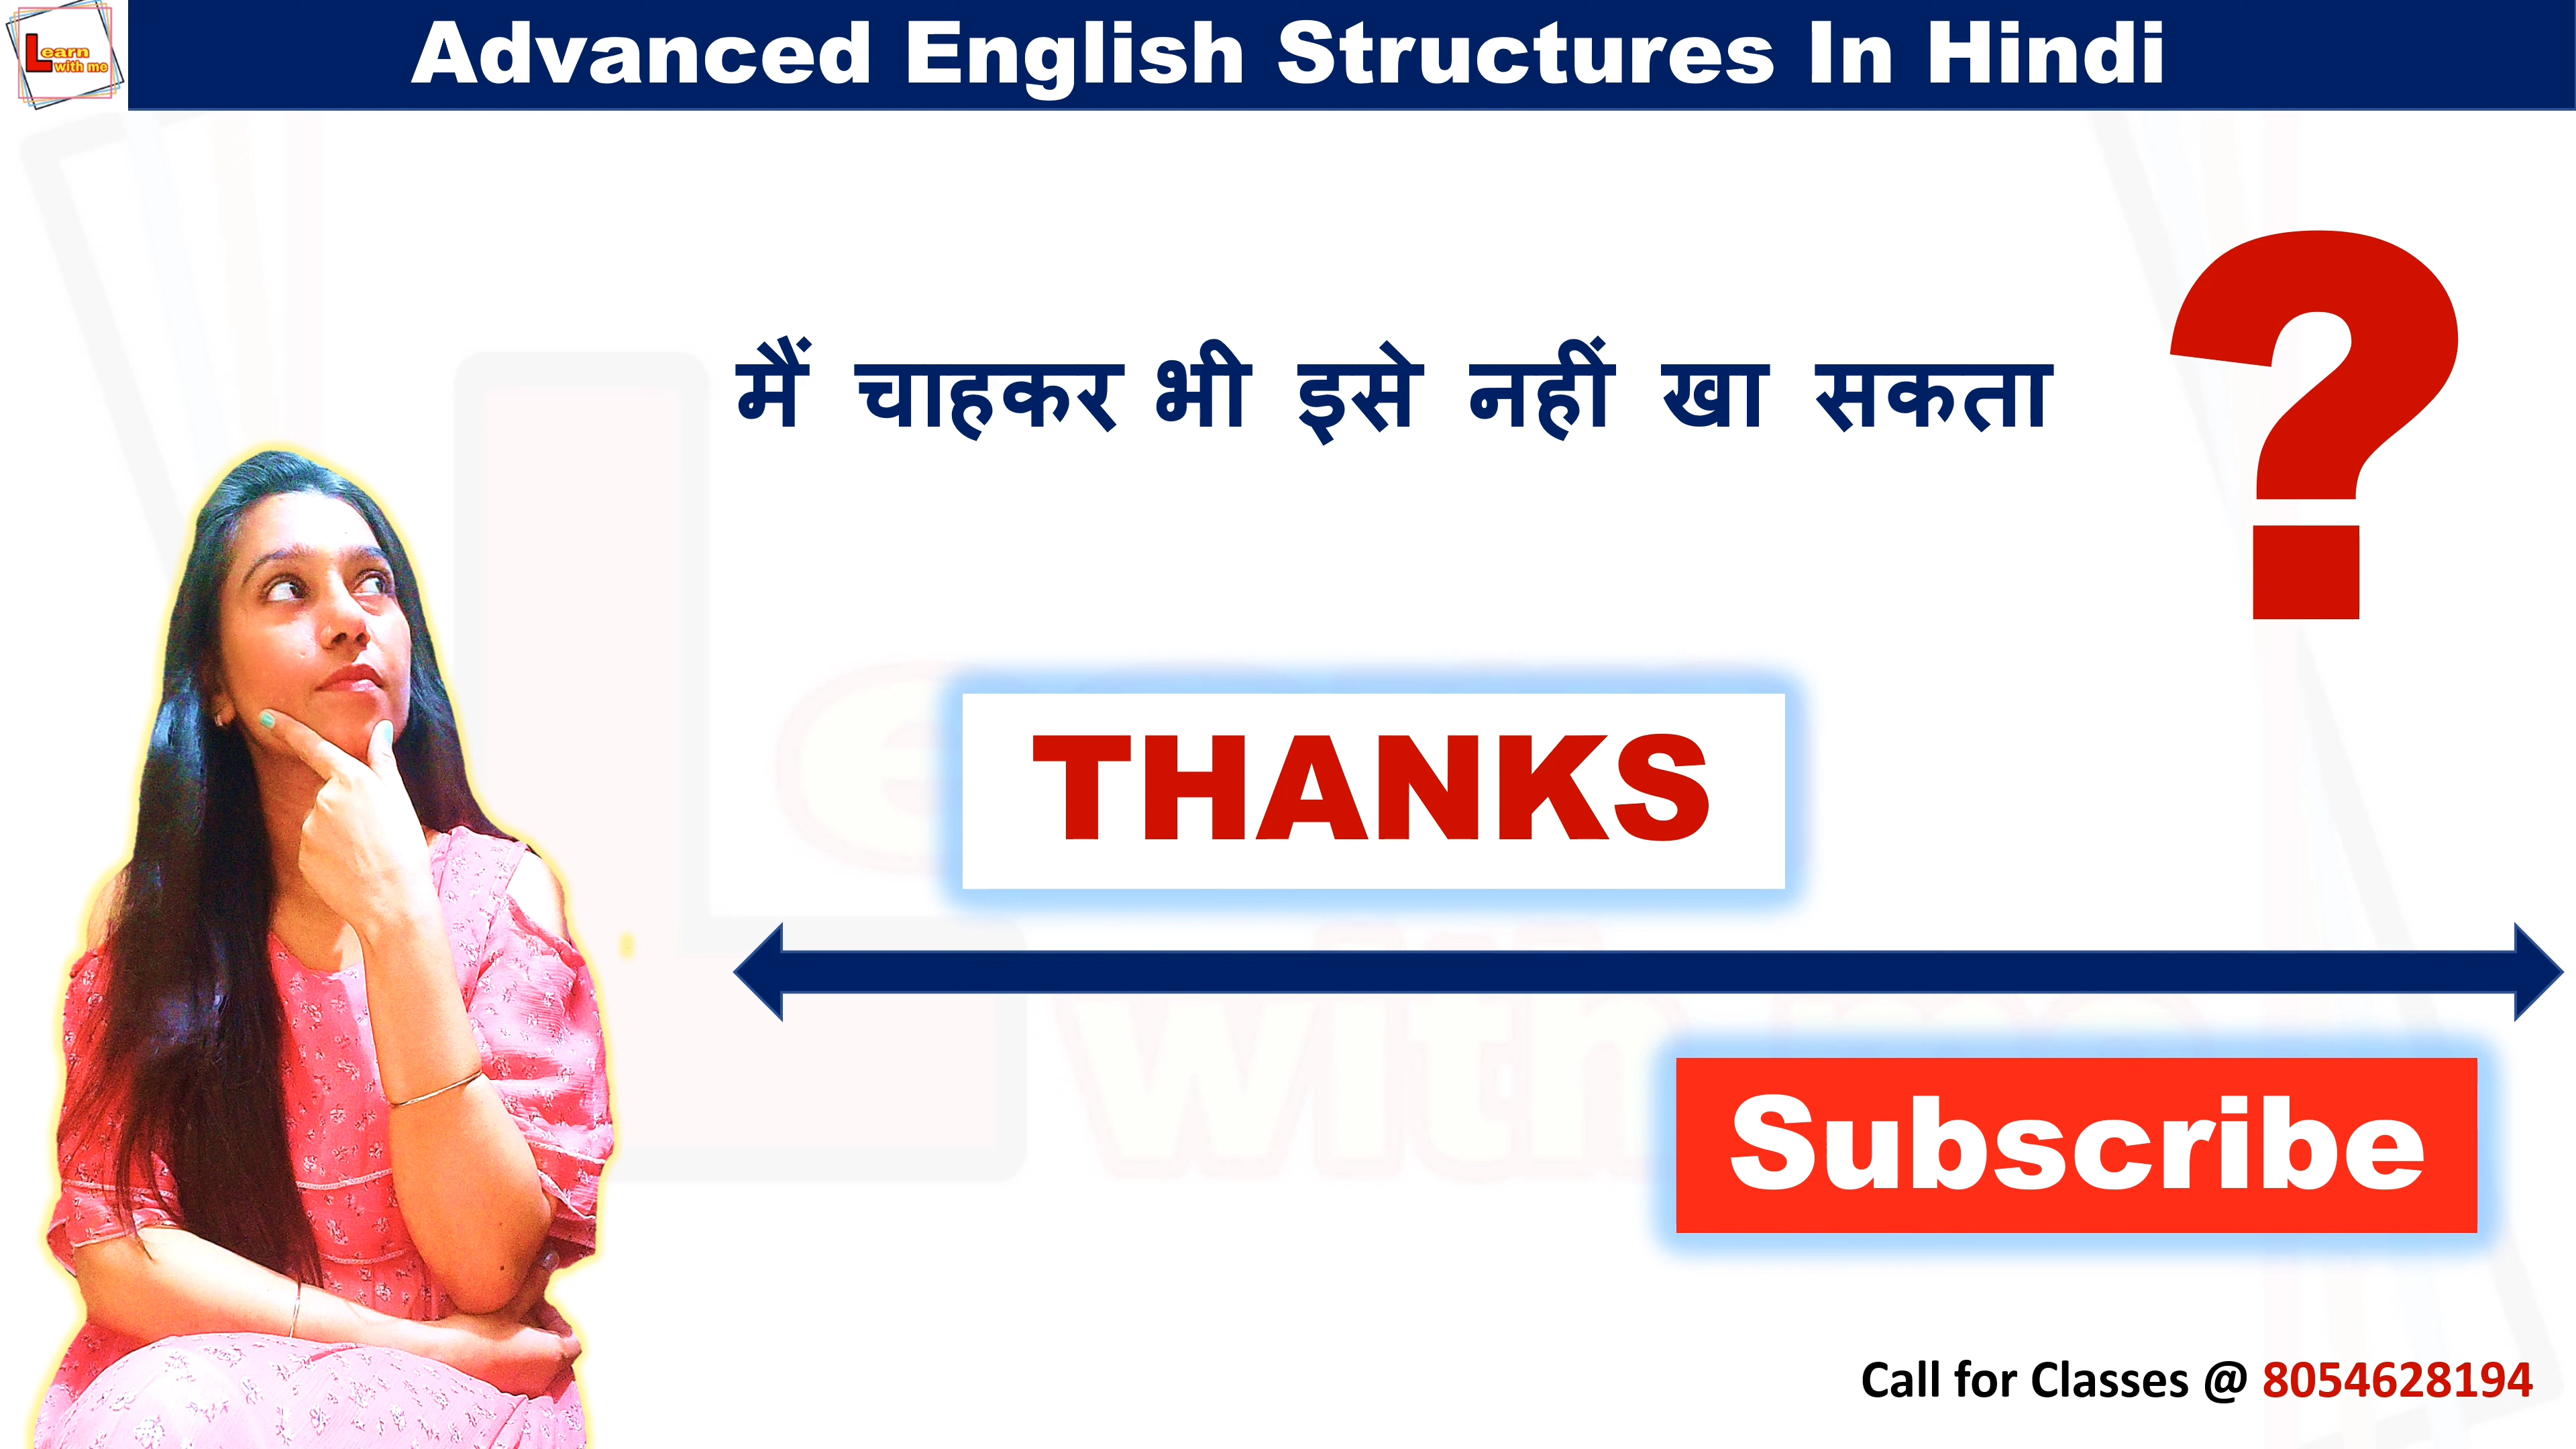 Learn
with me
Advanced English Structures In Hindi
मैं चाहकर भी इसे नहीं खा सकता
?
THANKS
Subscribe
Call for Classes @ 8054628194